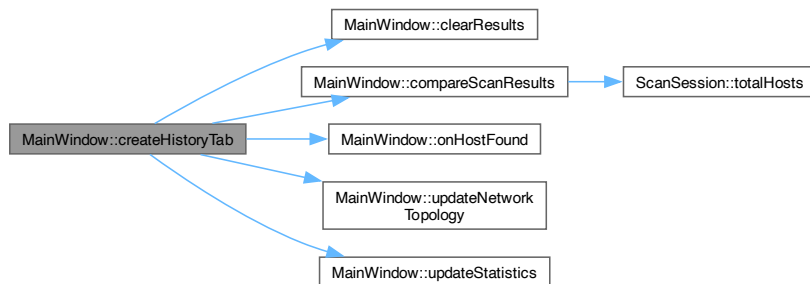 MainWindow::clearResults
MainWindow::compareScanResults
ScanSession::totalHosts
MainWindow::createHistoryTab
MainWindow::onHostFound
MainWindow::updateNetwork
Topology
MainWindow::updateStatistics